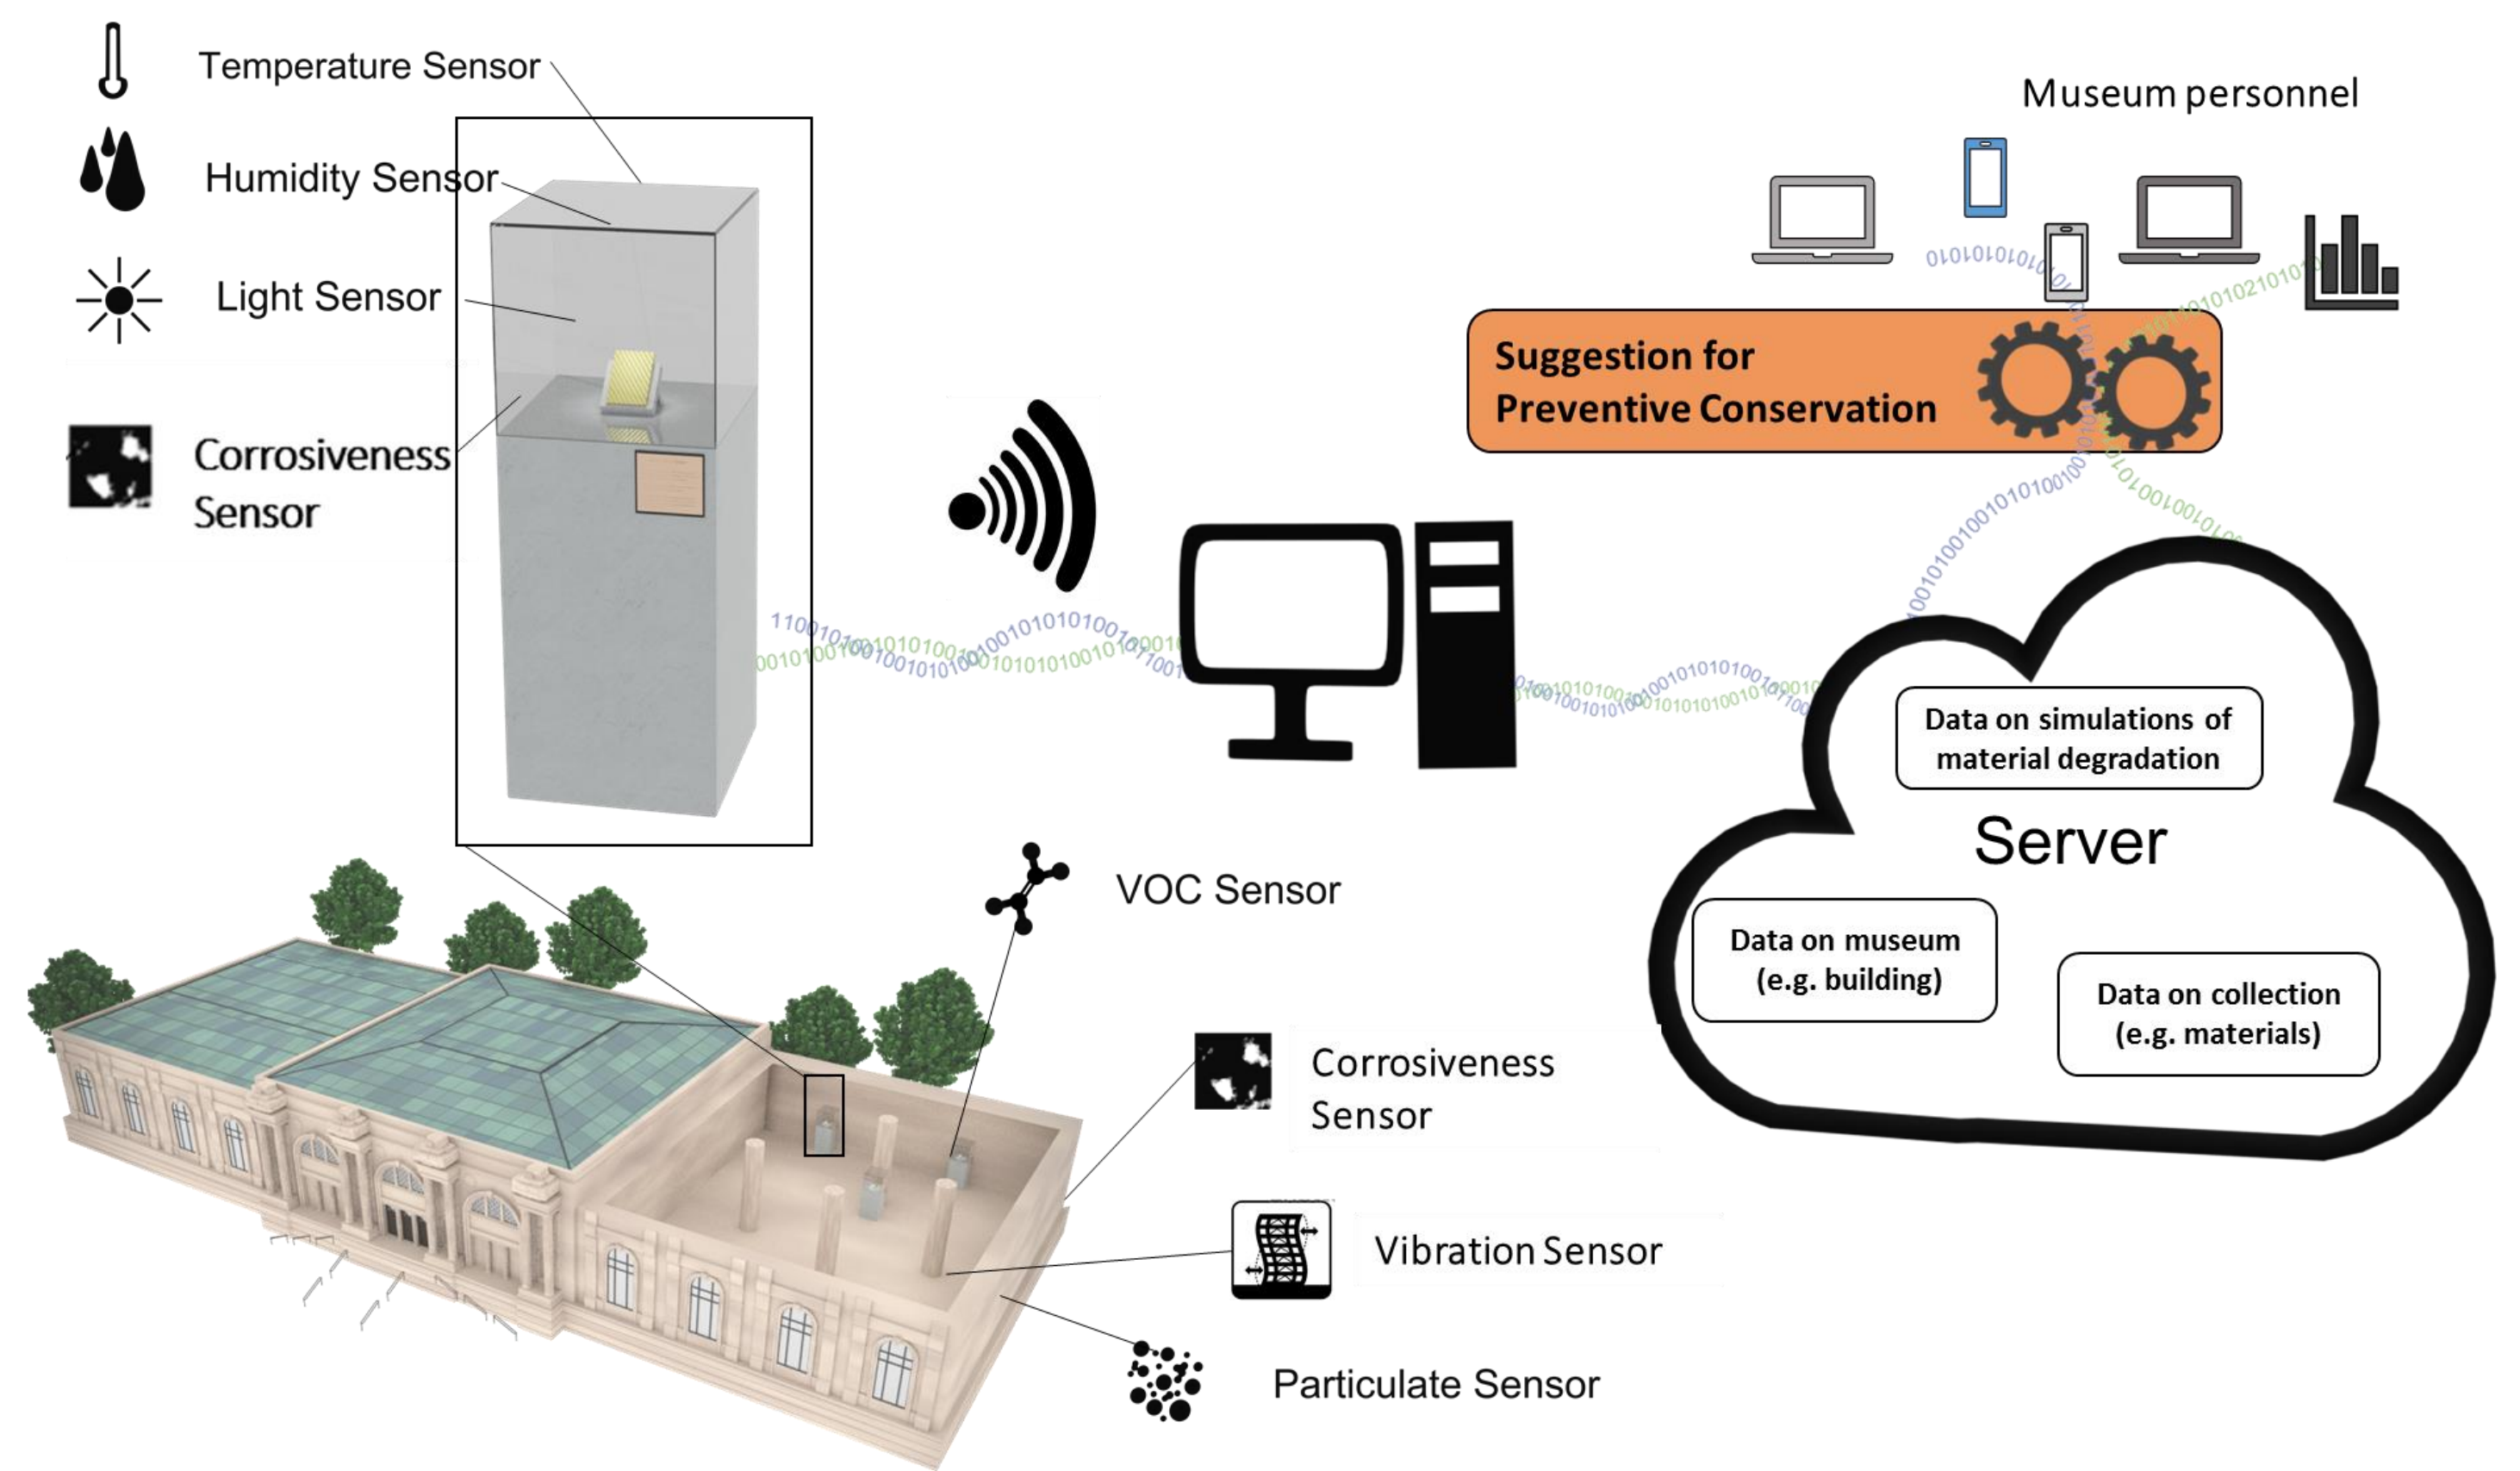 Temperature Sensor
Humidity Sensor
Light Sensor
Corrosiveness
Sensor
Museum personnel
Suggestion for
Preventive Conservation
Data on simulations of
material degradation
Server
Data on museum
(e.g. building)
Data on collection
(e.g. materials)
VOC Sensor
Corrosiveness
Sensor
Vibration Sensor
Particulate Sensor